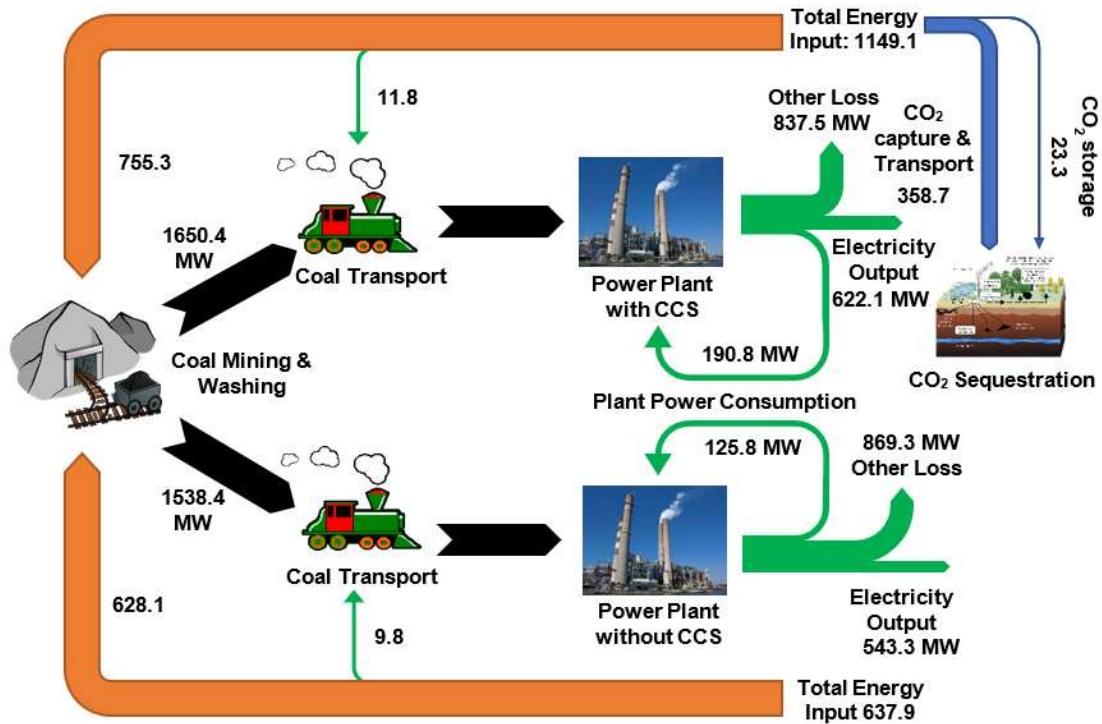 Total Energy
Input: 1149.1
11.8
Other Loss
837.5 MW
CO₂
capture &
Transport
358.7
CO₂ storage
23.3
755.3
1650.4
MW
Coal Transport
Power Plant
with CCS
Electricity
Output
622.1 MW
190.8 MW
Coal Mining &
Washing
CO₂ Sequestration
Plant Power Consumption
125.8 MW
869.3 MW
Other Loss
1538.4
MW
Coal Transport
Power Plant
without CCS
Electricity
Output
543.3 MW
628.1
9.8
Total Energy
Input 637.9